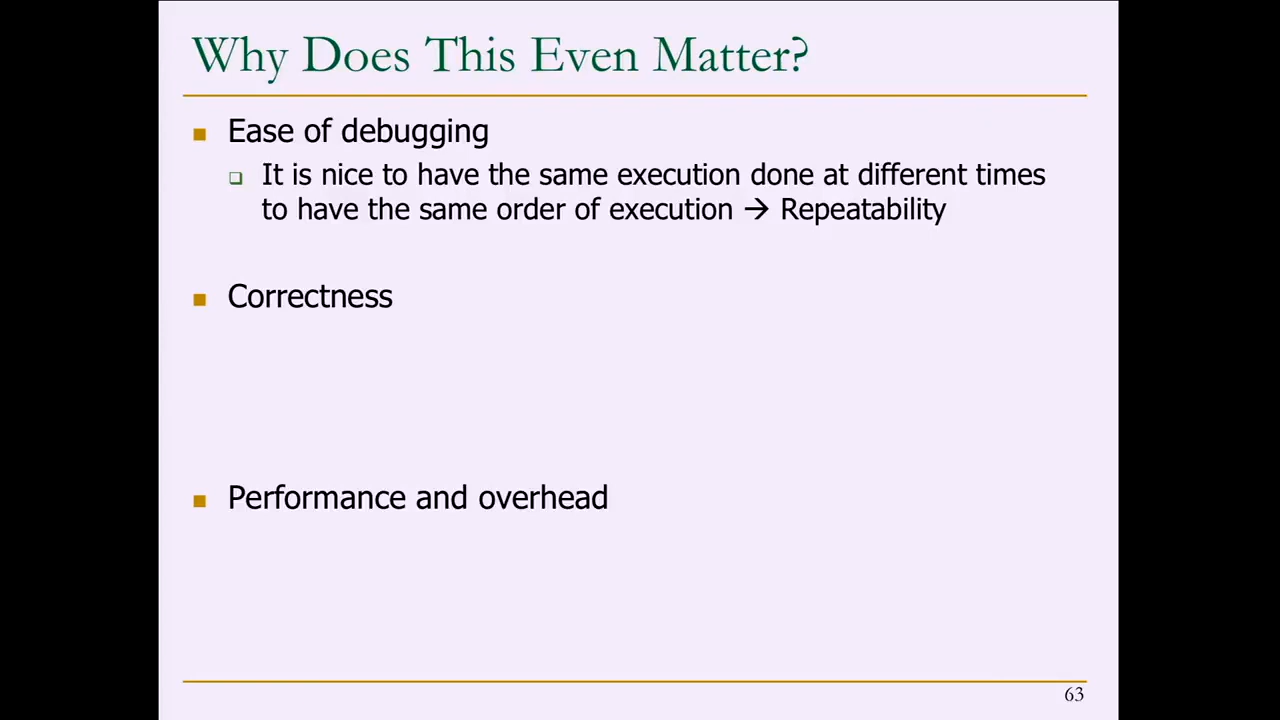 Why Does This Even Matter?
Ease of debugging
It is nice to have the same execution done at different times
to have the same order of execution → Repeatability
Correctness
Performance and overhead
63